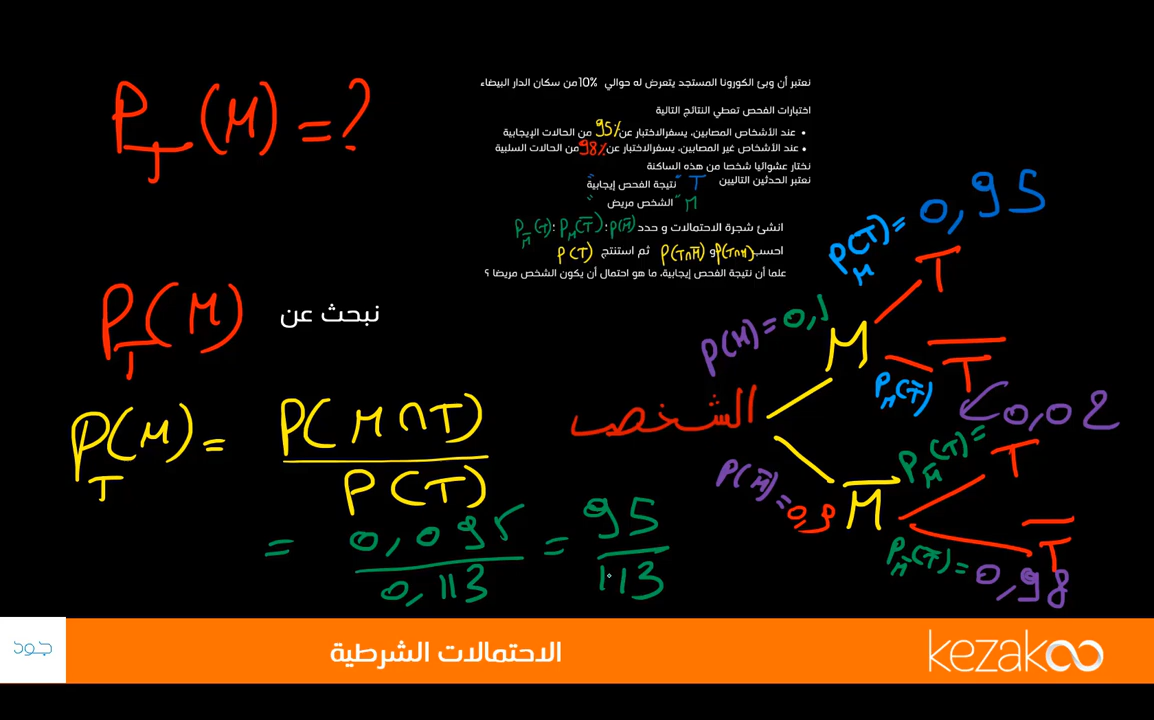 نعتبر أن وبئ الكورونا المستجد يتعرض له حوالي %10 من سكان الدار البيضاء
اختبارات الفحص تعطي النتائج التالية
• عند الأشخاص المصابين، يسفرالاختبار عن 95% من الحالات الإيجابية
• عند الأشخاص غير المصابين، يسفرالاختبار عن 98% من الحالات السلبية
نختار عشوائيا شخصا من هذه الساكنة
نعتبر الحدثين التاليين
T "نتيجة الفحص إيجابية"
M "الشخص مريض"
انشئ شجرة الاحتمالات و حدد P(M̅) ; P_M(T̅) ; P_M̅(T)
احسب P(T∩M) و P(T∩M̅) ثم استنتج P(T)
علما أن نتيجة الفحص إيجابية، ما هو احتمال أن يكون الشخص مريضا ؟
P_T(M) = ?
نبحث عن P_T(M)
P_T(M) = P(M∩T) / P(T)
= 0,095 / 0,113 = 95 / 113
الشخص
P(M) = 0,1
M
P_M(T) = 0,95
T
P_M(T̅)
T̅
0,02
P(M̅) = 0,9
M̅
P_M̅(T) =
T
P_M̅(T̅) = 0,98
T̅
جود
الاحتمالات الشرطية
kezakoo